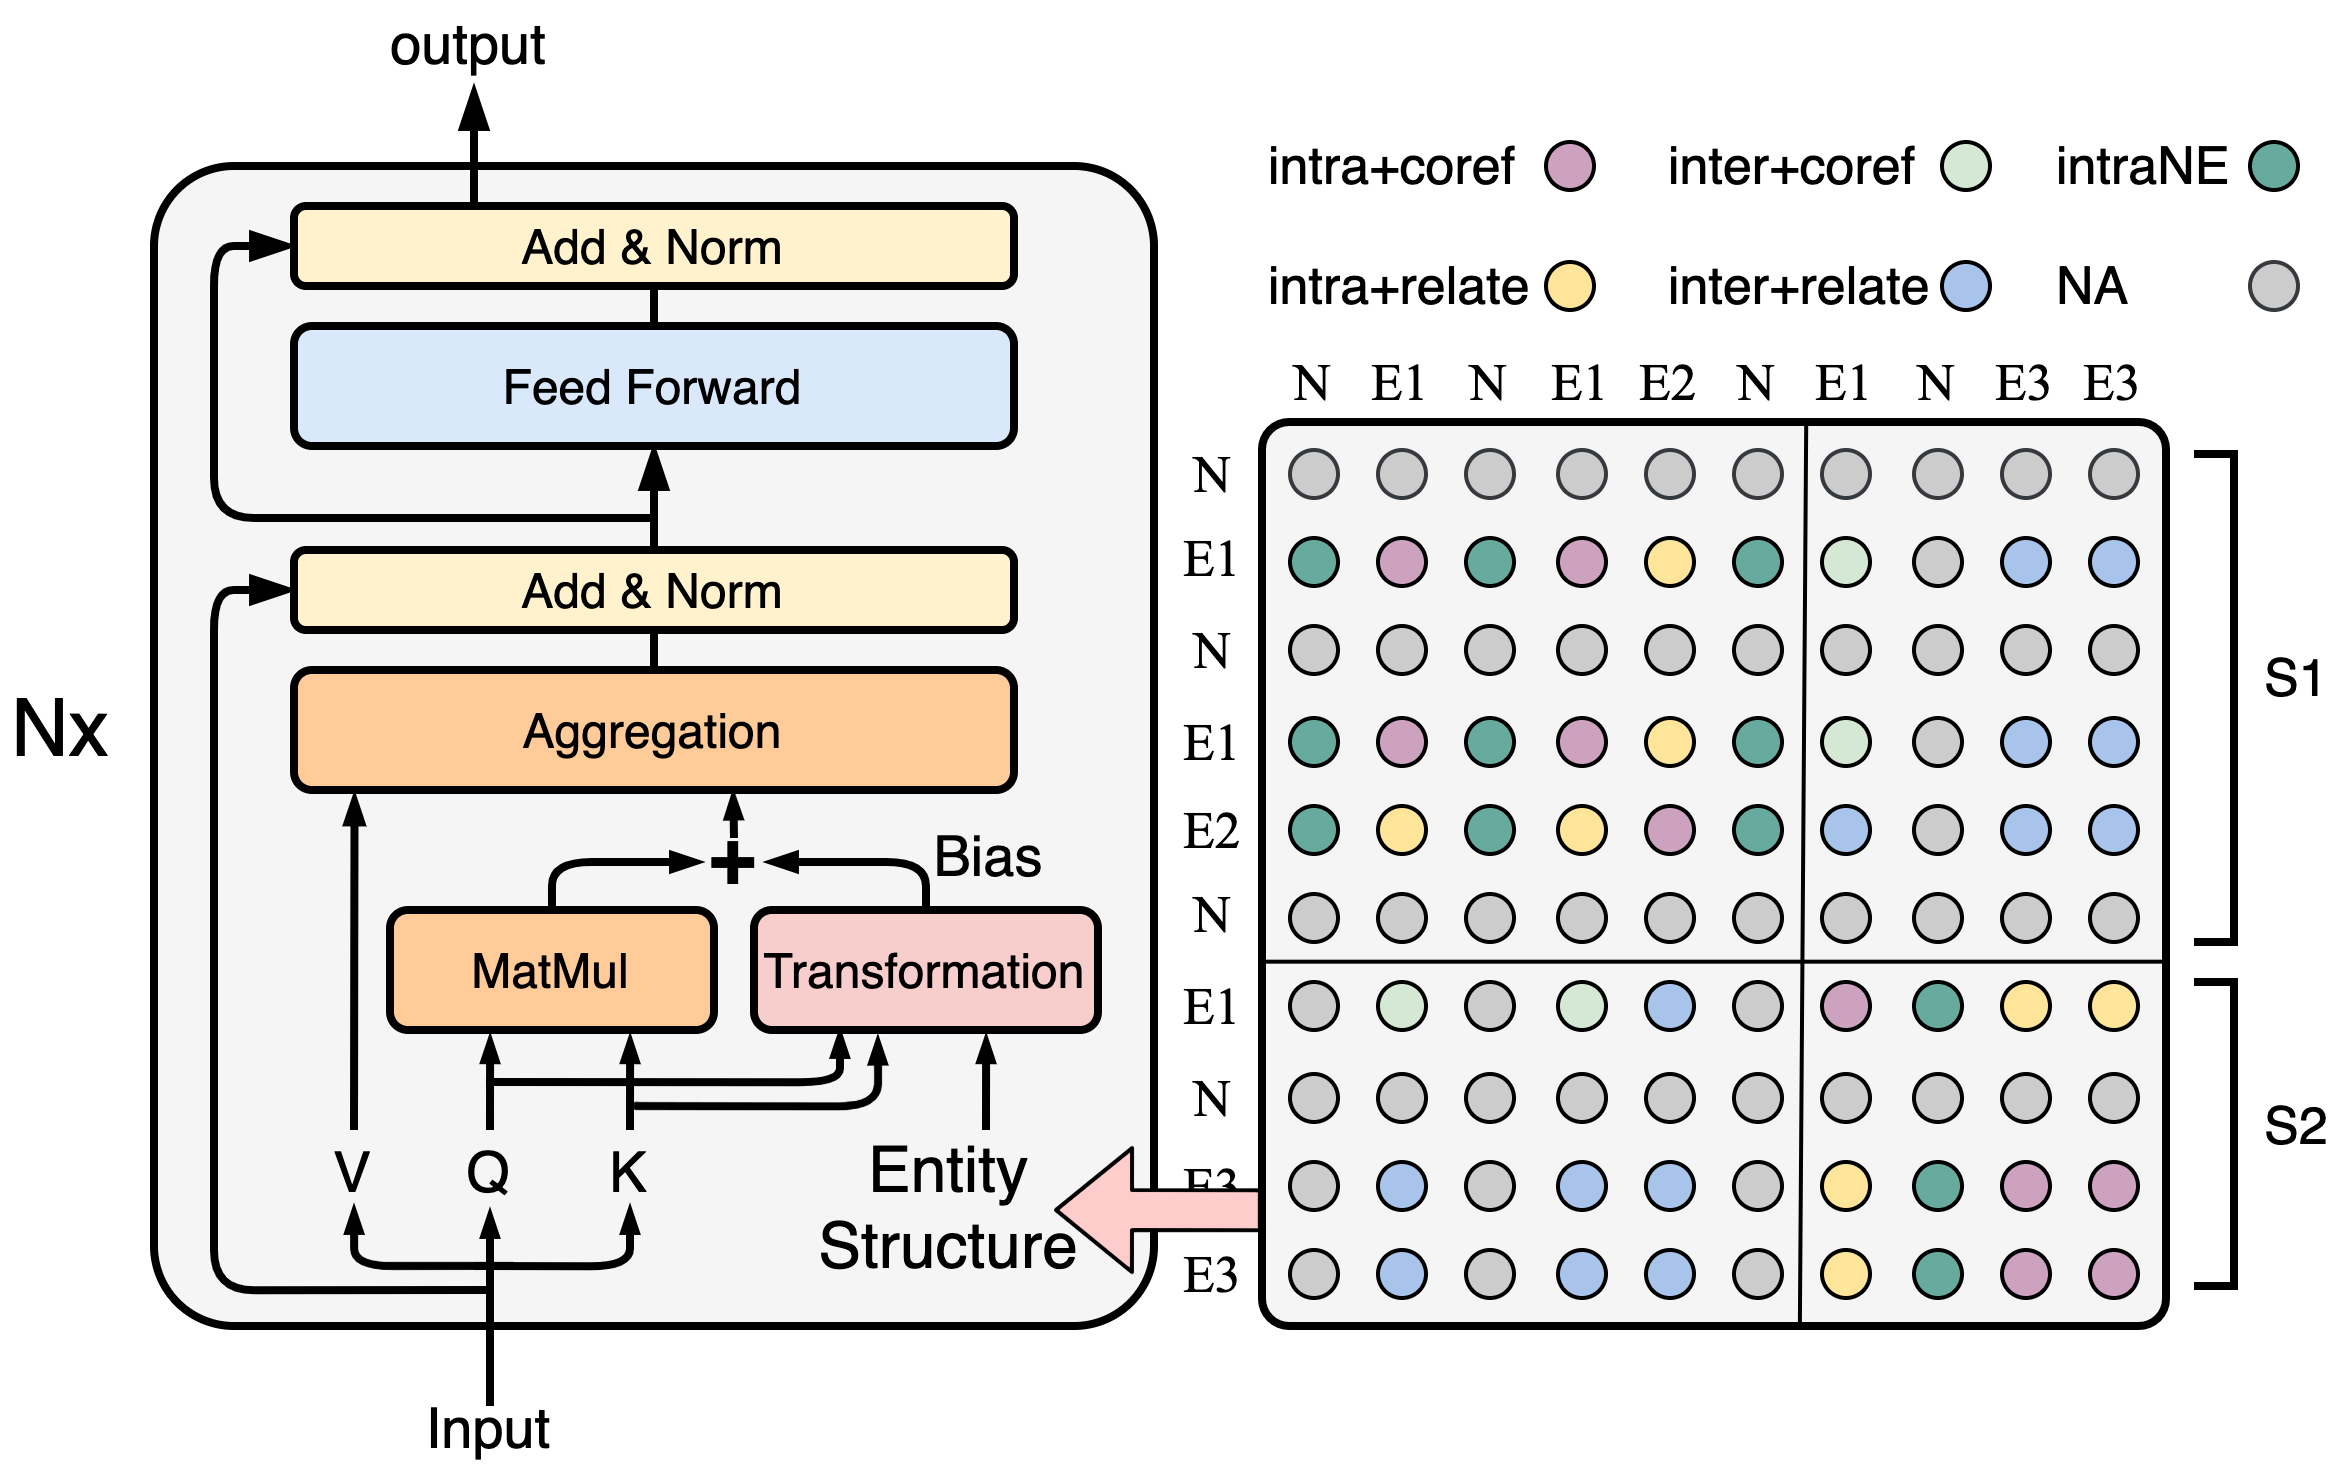 output
Add & Norm
Feed Forward
Add & Norm
Aggregation
Nx
+
Bias
MatMul
Transformation
V Q K
Entity
Structure
Input
intra+coref inter+coref intraNE
intra+relate inter+relate NA
N E1 N E1 E2 N E1 N E3 E3
N
E1
N
E1
E2
N
E1
N
E3
E3
S1
S2